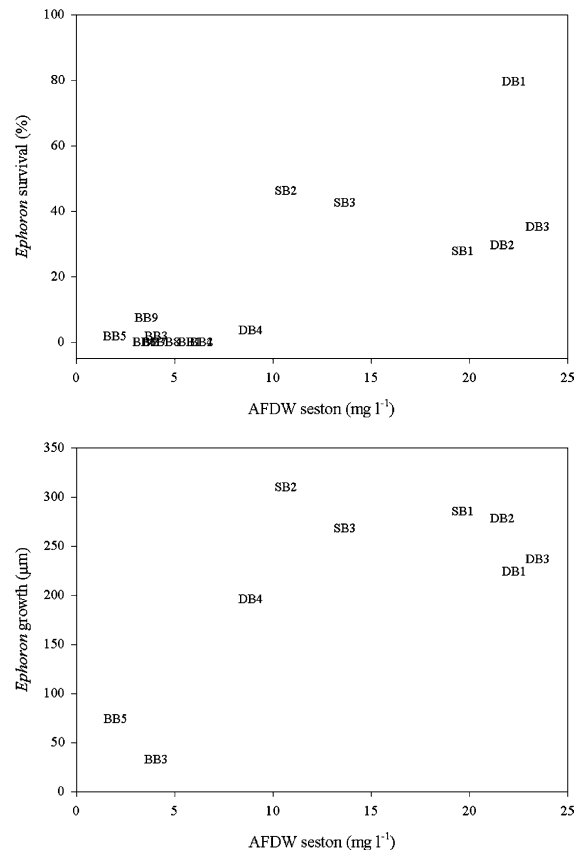 100
80
60
40
20
0
Ephoron survival (%)
DB1
SB2
SB3
DB3
DB2
SB1
BB9
DB4
BB5
BB3
0 5 10 15 20 25
AFDW seston (mg l⁻¹)
350
300
250
200
150
100
50
0
Ephoron growth (μm)
SB2
SB1
DB2
SB3
DB3
DB1
DB4
BB5
BB3
0 5 10 15 20 25
AFDW seston (mg l⁻¹)